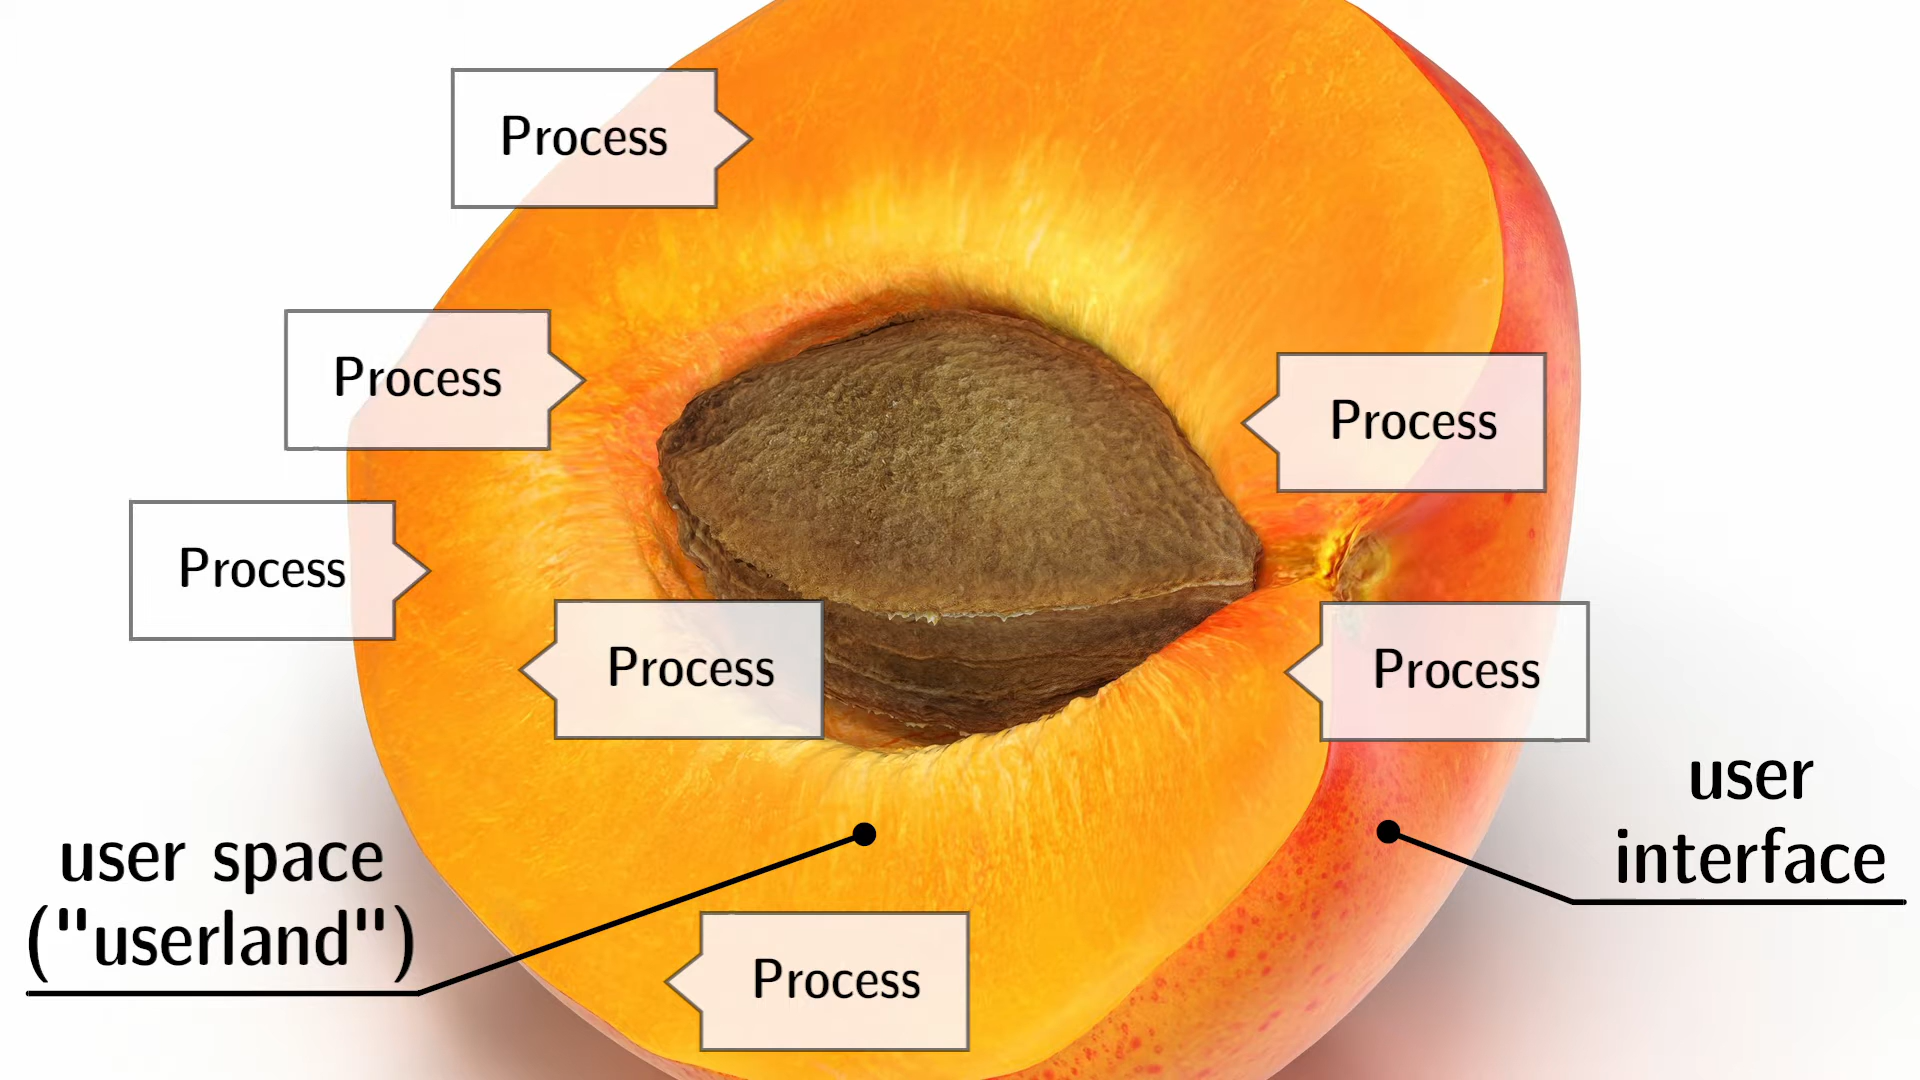 Process
Process
Process
Process
Process
Process
user
interface
user space
("userland")
Process